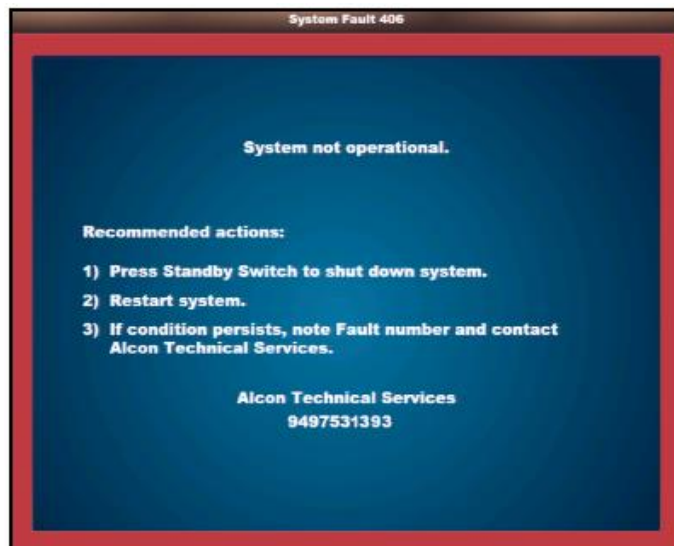 System Fault 406
System not operational.
Recommended actions:
1) Press Standby Switch to shut down system.
2) Restart system.
3) If condition persists, note Fault number and contact
Alcon Technical Services.
Alcon Technical Services
9497531393